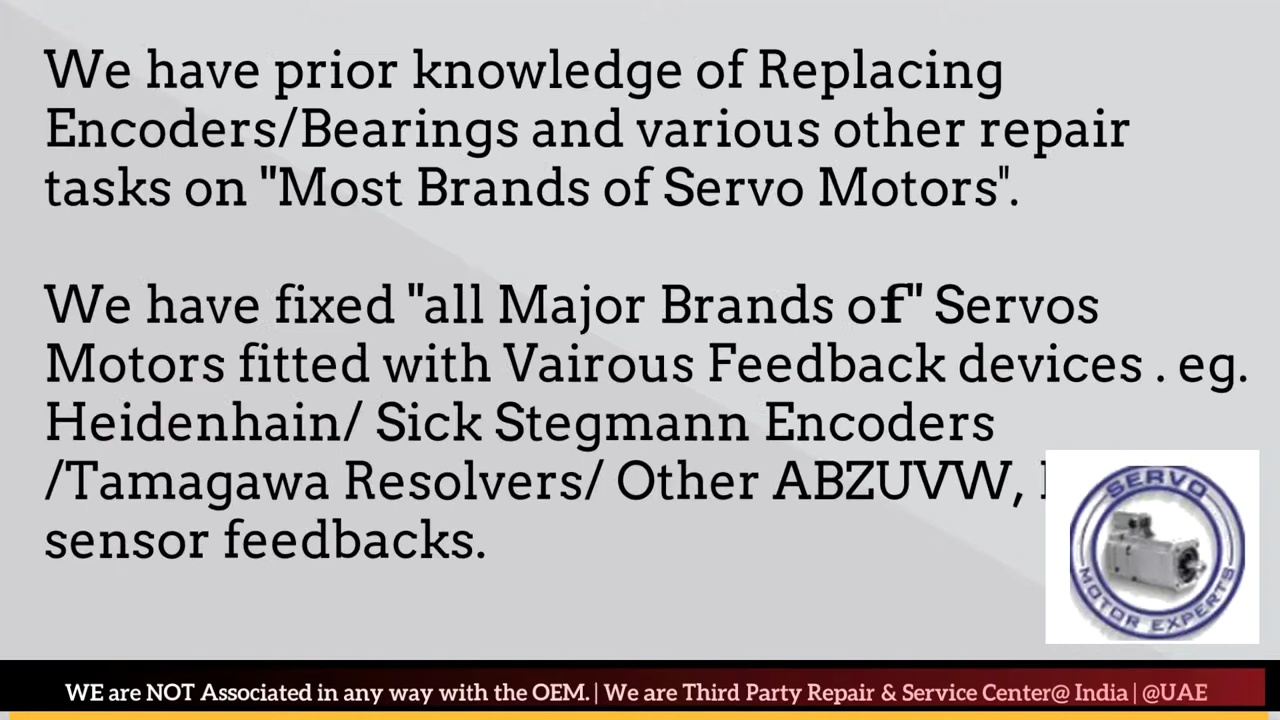 We have prior knowledge of Replacing
Encoders/Bearings and various other repair
tasks on "Most Brands of Servo Motors".
We have fixed "all Major Brands of" Servos
Motors fitted with Vairous Feedback devices . eg.
Heidenhain/ Sick Stegmann Encoders
/Tamagawa Resolvers/ Other ABZUVW,
sensor feedbacks.
SERVO
MOTOR EXPERTS
WE are NOT Associated in any way with the OEM. | We are Third Party Repair & Service Center@ India | @UAE